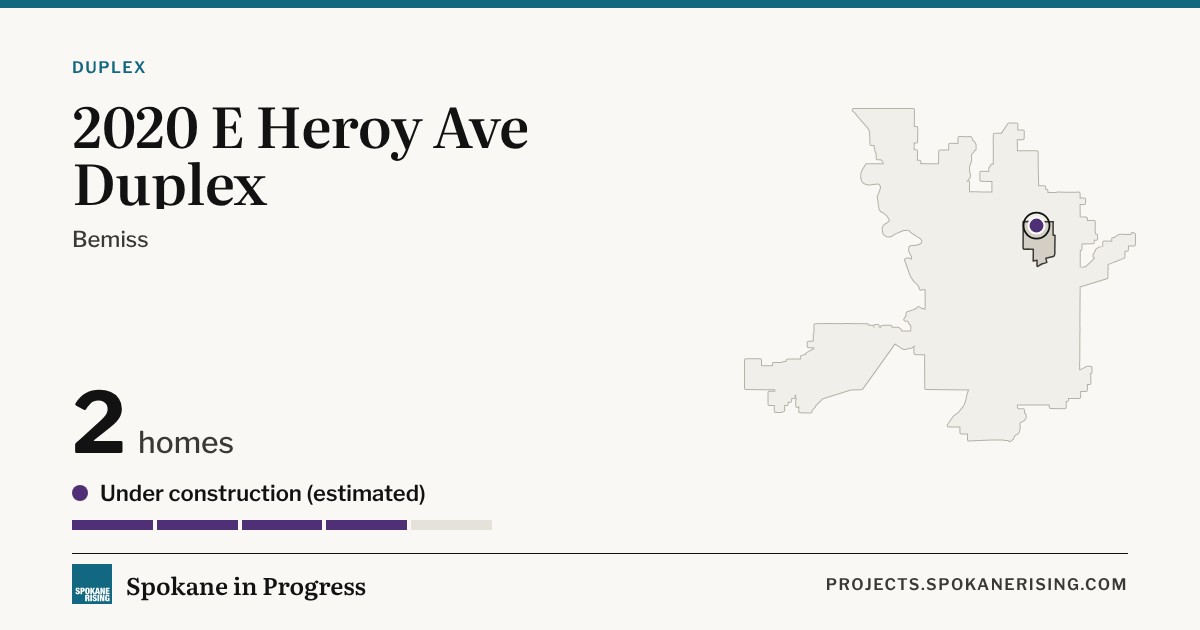 DUPLEX
2020 E Heroy Ave
Duplex
Bemiss
2 homes
Under construction (estimated)
SPOKANE
RISING
Spokane in Progress
PROJECTS.SPOKANERISING.COM